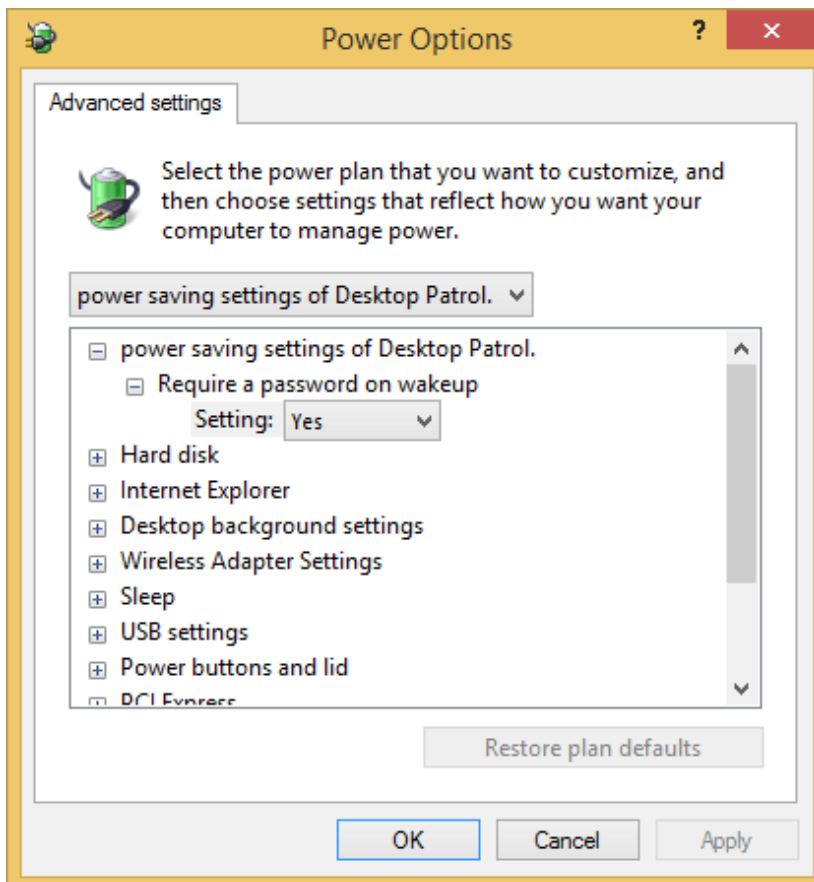 Power Options
?
×
Advanced settings
Select the power plan that you want to customize, and
then choose settings that reflect how you want your
computer to manage power.
power saving settings of Desktop Patrol.
power saving settings of Desktop Patrol.
Require a password on wakeup
Setting: Yes
Hard disk
Internet Explorer
Desktop background settings
Wireless Adapter Settings
Sleep
USB settings
Power buttons and lid
PCI Express
Restore plan defaults
OK Cancel Apply